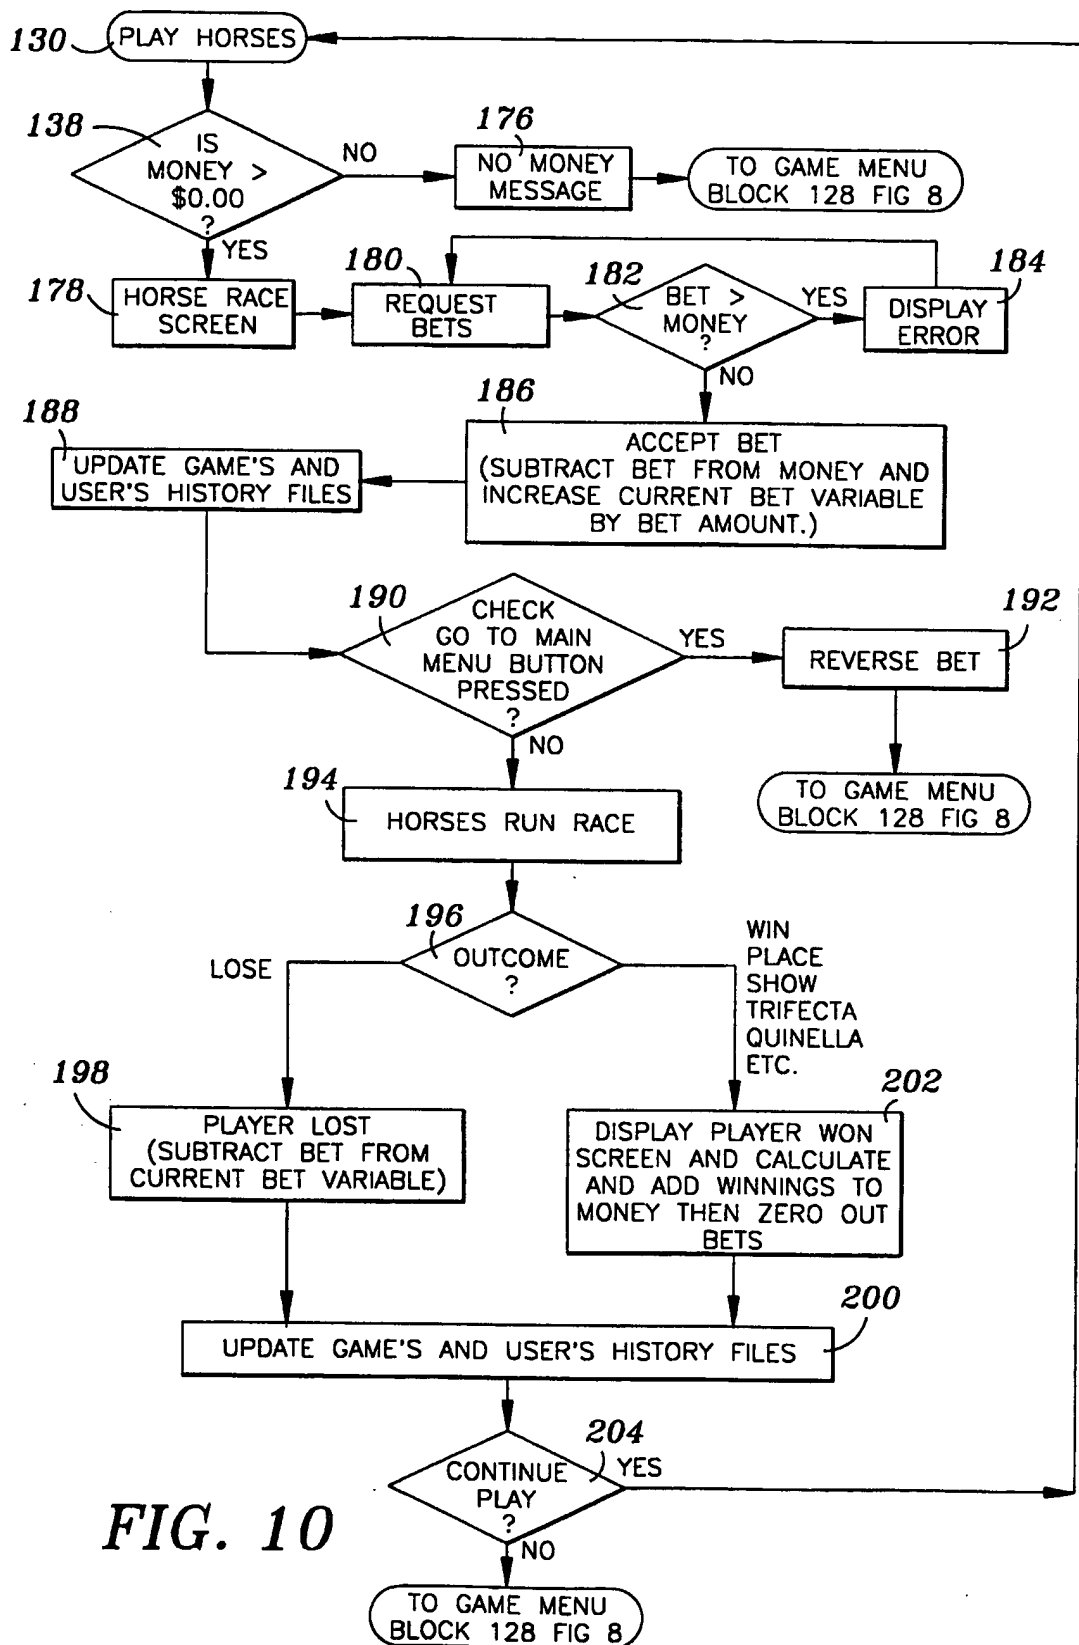 130
PLAY HORSES
138
IS
MONEY >
$0.00
?
NO
YES
176
NO MONEY
MESSAGE
TO GAME MENU
BLOCK 128 FIG 8
178
HORSE RACE
SCREEN
180
REQUEST
BETS
182
BET >
MONEY
?
YES
NO
184
DISPLAY
ERROR
186
ACCEPT BET
(SUBTRACT BET FROM MONEY AND
INCREASE CURRENT BET VARIABLE
BY BET AMOUNT.)
188
UPDATE GAME'S AND
USER'S HISTORY FILES
190
CHECK
GO TO MAIN
MENU BUTTON
PRESSED
?
YES
NO
192
REVERSE BET
TO GAME MENU
BLOCK 128 FIG 8
194
HORSES RUN RACE
196
OUTCOME
?
LOSE
WIN
PLACE
SHOW
TRIFECTA
QUINELLA
ETC.
198
PLAYER LOST
(SUBTRACT BET FROM
CURRENT BET VARIABLE)
202
DISPLAY PLAYER WON
SCREEN AND CALCULATE
AND ADD WINNINGS TO
MONEY THEN ZERO OUT
BETS
200
UPDATE GAME'S AND USER'S HISTORY FILES
204
CONTINUE
PLAY
?
YES
NO
TO GAME MENU
BLOCK 128 FIG 8
FIG. 10